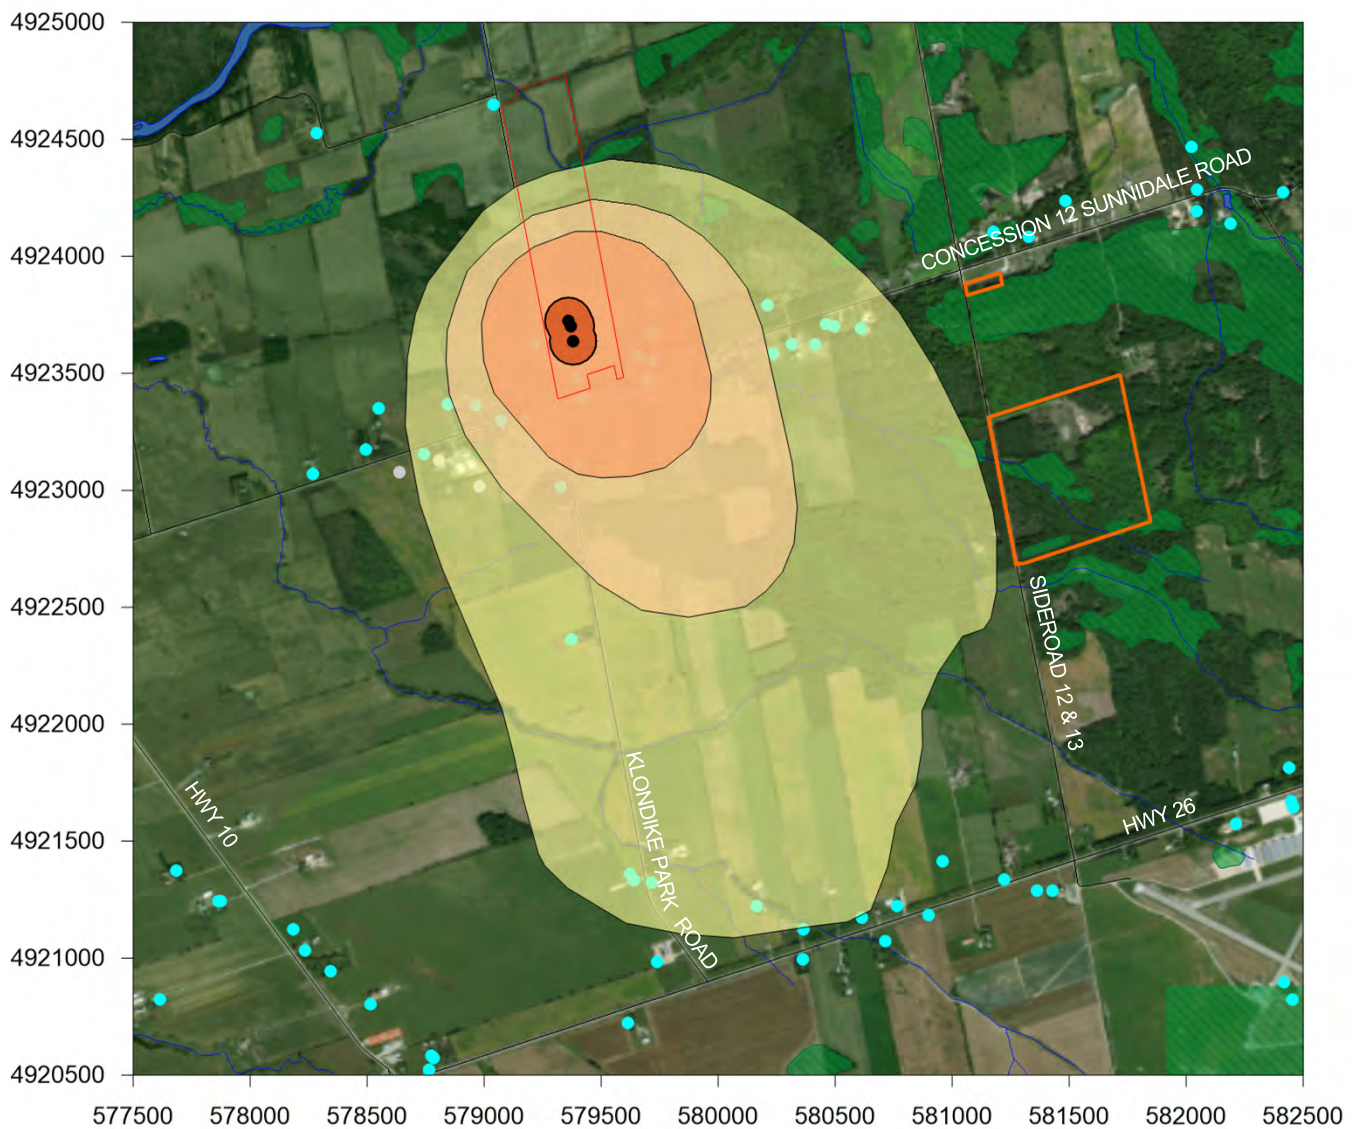 4925000
4924500
CONCESSION 12 SUNNIDALE ROAD
4924000
4923500
4923000
4922500
SIDEROAD 12 & 13
4922000
KLONDIKE PARK ROAD
HWY 10
HWY 26
4921500
4921000
4920500
577500 578000 578500 579000 579500 580000 580500 581000 581500 582000 582500